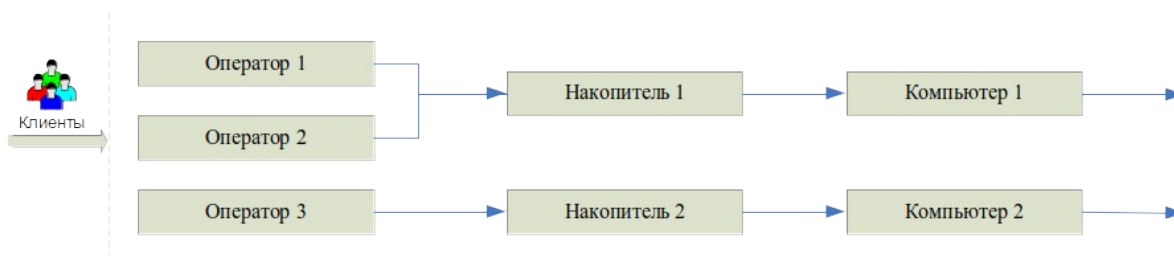 Клиенты
Оператор 1
Оператор 2
Оператор 3
Накопитель 1
Накопитель 2
Компьютер 1
Компьютер 2